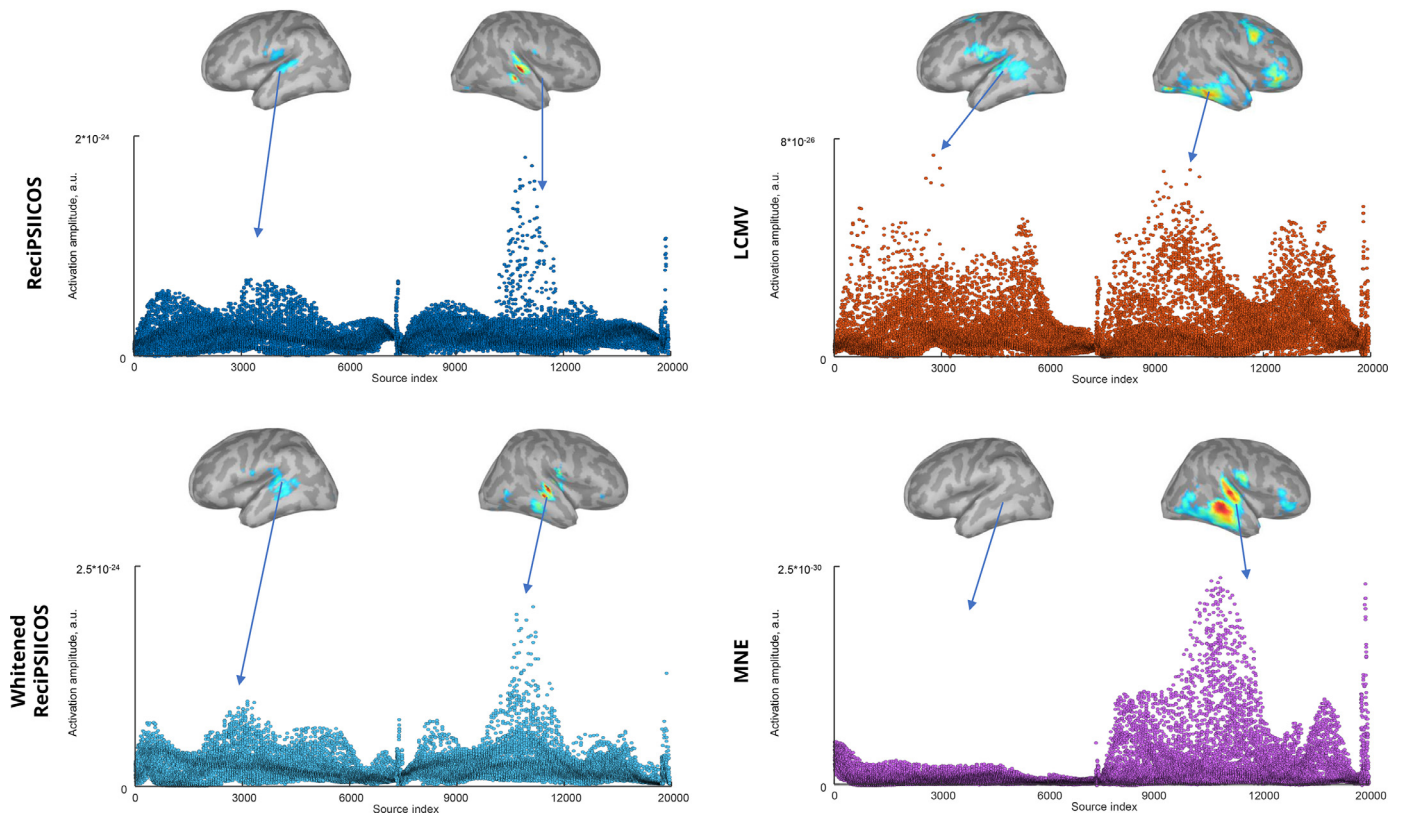 ReciPSIICOS
2*10-24
Activation amplitude, a.u.
0
0
3000
6000
9000
12000
20000
Source index
LCMV
8*10-26
Activation amplitude, a.u.
0
0
3000
6000
9000
12000
20000
Source index
Whitened
ReciPSIICOS
2.5*10-24
Activation amplitude, a.u.
0
0
3000
6000
9000
12000
20000
Source index
MNE
2.5*10-30
Activation amplitude, a.u.
0
0
3000
6000
9000
12000
20000
Source index